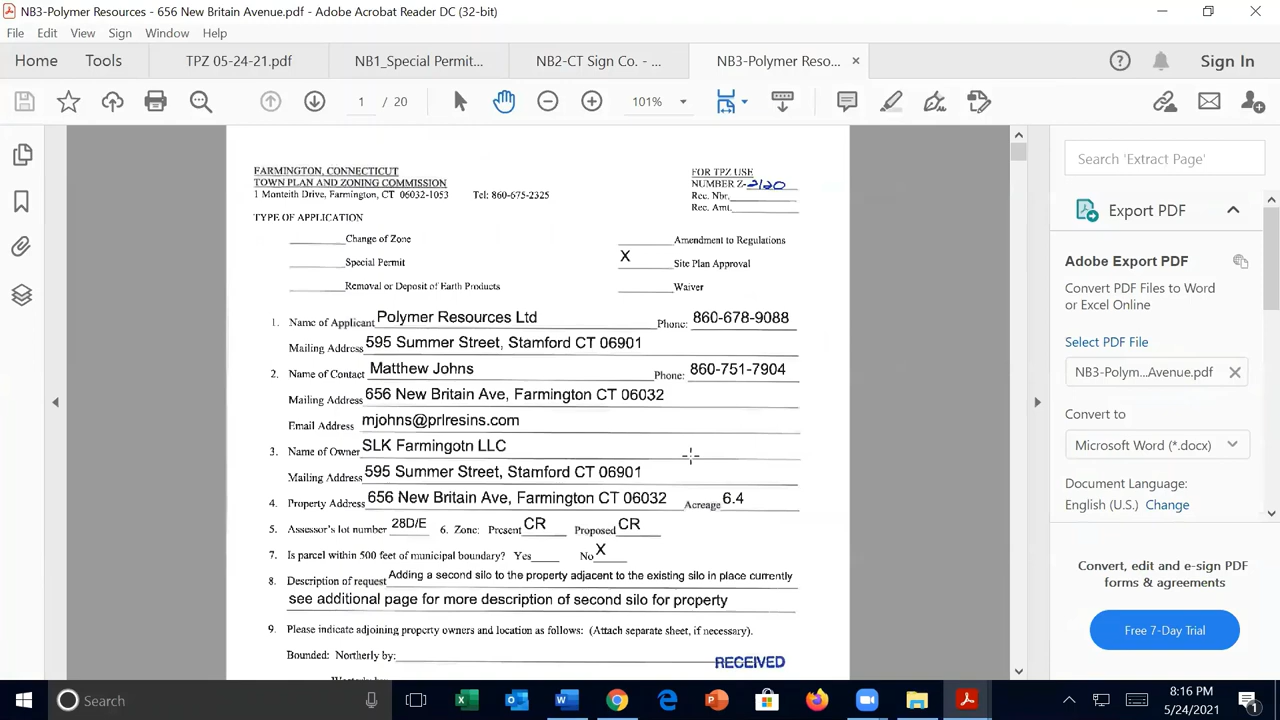 NB3-Polymer Resources - 656 New Britain Avenue.pdf - Adobe Acrobat Reader DC (32-bit)
File Edit View Sign Window Help
Home Tools TPZ 05-24-21.pdf NB1_Special Permit... NB2-CT Sign Co. - ... NB3-Polymer Reso... × Sign In
1 / 20 101%
FARMINGTON, CONNECTICUT
TOWN PLAN AND ZONING COMMISSION
1 Monteith Drive, Farmington, CT 06032-1053 Tel: 860-675-2325
FOR TPZ USE
NUMBER Z-2120
Rec. Nbr.
Rec. Amt.
TYPE OF APPLICATION
Change of Zone Amendment to Regulations
Special Permit X Site Plan Approval
Removal or Deposit of Earth Products Waiver
1. Name of Applicant Polymer Resources Ltd Phone: 860-678-9088
Mailing Address 595 Summer Street, Stamford CT 06901
2. Name of Contact Matthew Johns Phone: 860-751-7904
Mailing Address 656 New Britain Ave, Farmington CT 06032
Email Address mjohns@prlresins.com
3. Name of Owner SLK Farmingotn LLC
Mailing Address 595 Summer Street, Stamford CT 06901
4. Property Address 656 New Britain Ave, Farmington CT 06032 Acreage 6.4
5. Assessor's lot number 28D/E 6. Zone: Present CR Proposed CR
7. Is parcel within 500 feet of municipal boundary? Yes No X
8. Description of request Adding a second silo to the property adjacent to the existing silo in place currently
see additional page for more description of second silo for property
9. Please indicate adjoining property owners and location as follows: (Attach separate sheet, if necessary).
Bounded: Northerly by: RECEIVED
Search 'Extract Page'
Export PDF
Adobe Export PDF
Convert PDF Files to Word
or Excel Online
Select PDF File
NB3-Polym...Avenue.pdf
Convert to
Microsoft Word (*.docx)
Document Language:
English (U.S.) Change
Convert, edit and e-sign PDF
forms & agreements
Free 7-Day Trial
Search
8:16 PM
5/24/2021
1